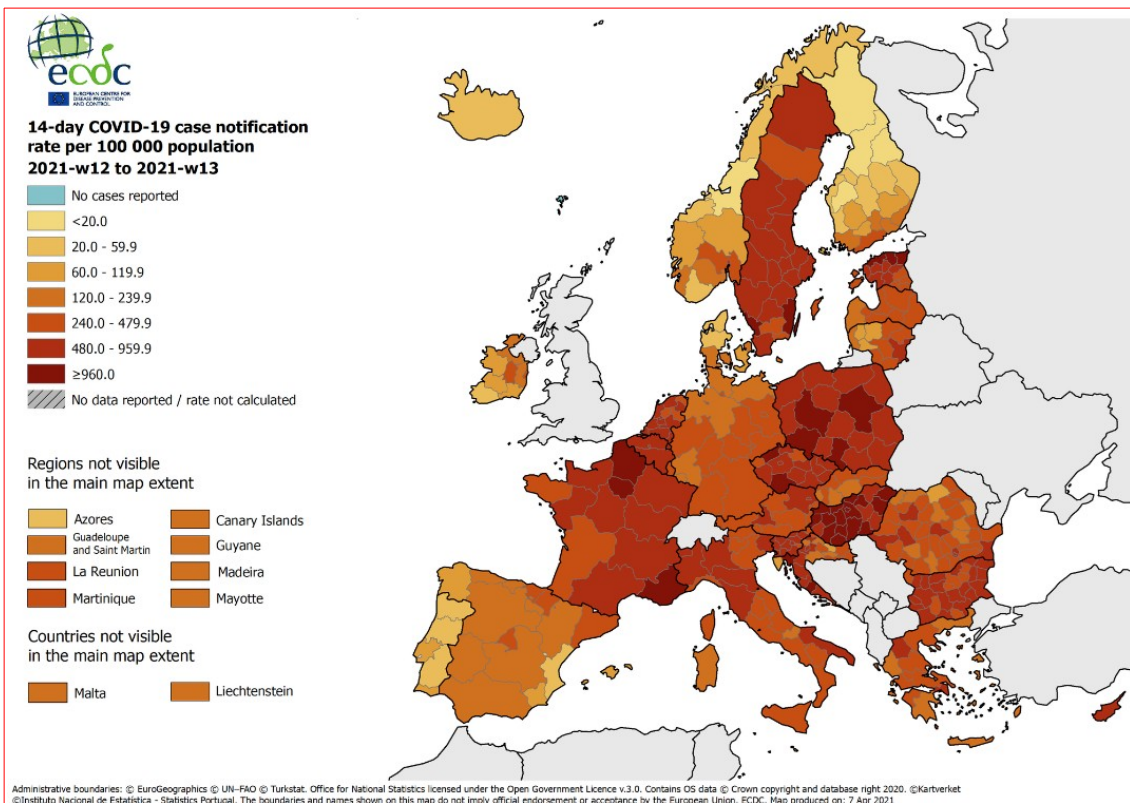 ecdc
EUROPEAN CENTRE FOR
DISEASE PREVENTION
AND CONTROL
14-day COVID-19 case notification
rate per 100 000 population
2021-w12 to 2021-w13
No cases reported
<20.0
20.0 - 59.9
60.0 - 119.9
120.0 - 239.9
240.0 - 479.9
480.0 - 959.9
≥960.0
No data reported / rate not calculated
Regions not visible
in the main map extent
Azores
Guadeloupe
and Saint Martin
La Reunion
Martinique
Canary Islands
Guyane
Madeira
Mayotte
Countries not visible
in the main map extent
Malta
Liechtenstein
Administrative boundaries: © EuroGeographics © UN–FAO © Turkstat. Office for National Statistics licensed under the Open Government Licence v.3.0. Contains OS data © Crown copyright and database right 2020. ©Kartverket
©Instituto Nacional de Estatística - Statistics Portugal. The boundaries and names shown on this map do not imply official endorsement or acceptance by the European Union. ECDC. Map produced on: 7 Apr 2021